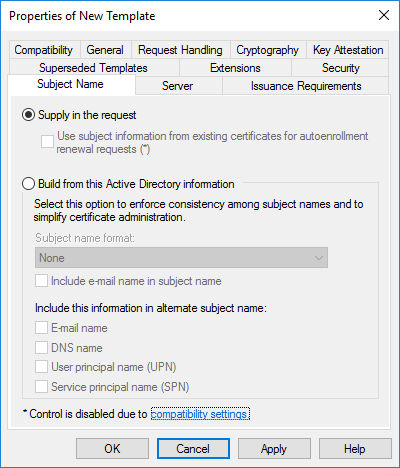 Properties of New Template
Compatibility General Request Handling Cryptography Key Attestation
Superseded Templates Extensions Security
Subject Name Server Issuance Requirements
Supply in the request
Use subject information from existing certificates for autoenrollment
renewal requests (*)
Build from this Active Directory information
Select this option to enforce consistency among subject names and to
simplify certificate administration.
Subject name format:
None
Include e-mail name in subject name
Include this information in alternate subject name:
E-mail name
DNS name
User principal name (UPN)
Service principal name (SPN)
* Control is disabled due to compatibility settings.
OK Cancel Apply Help